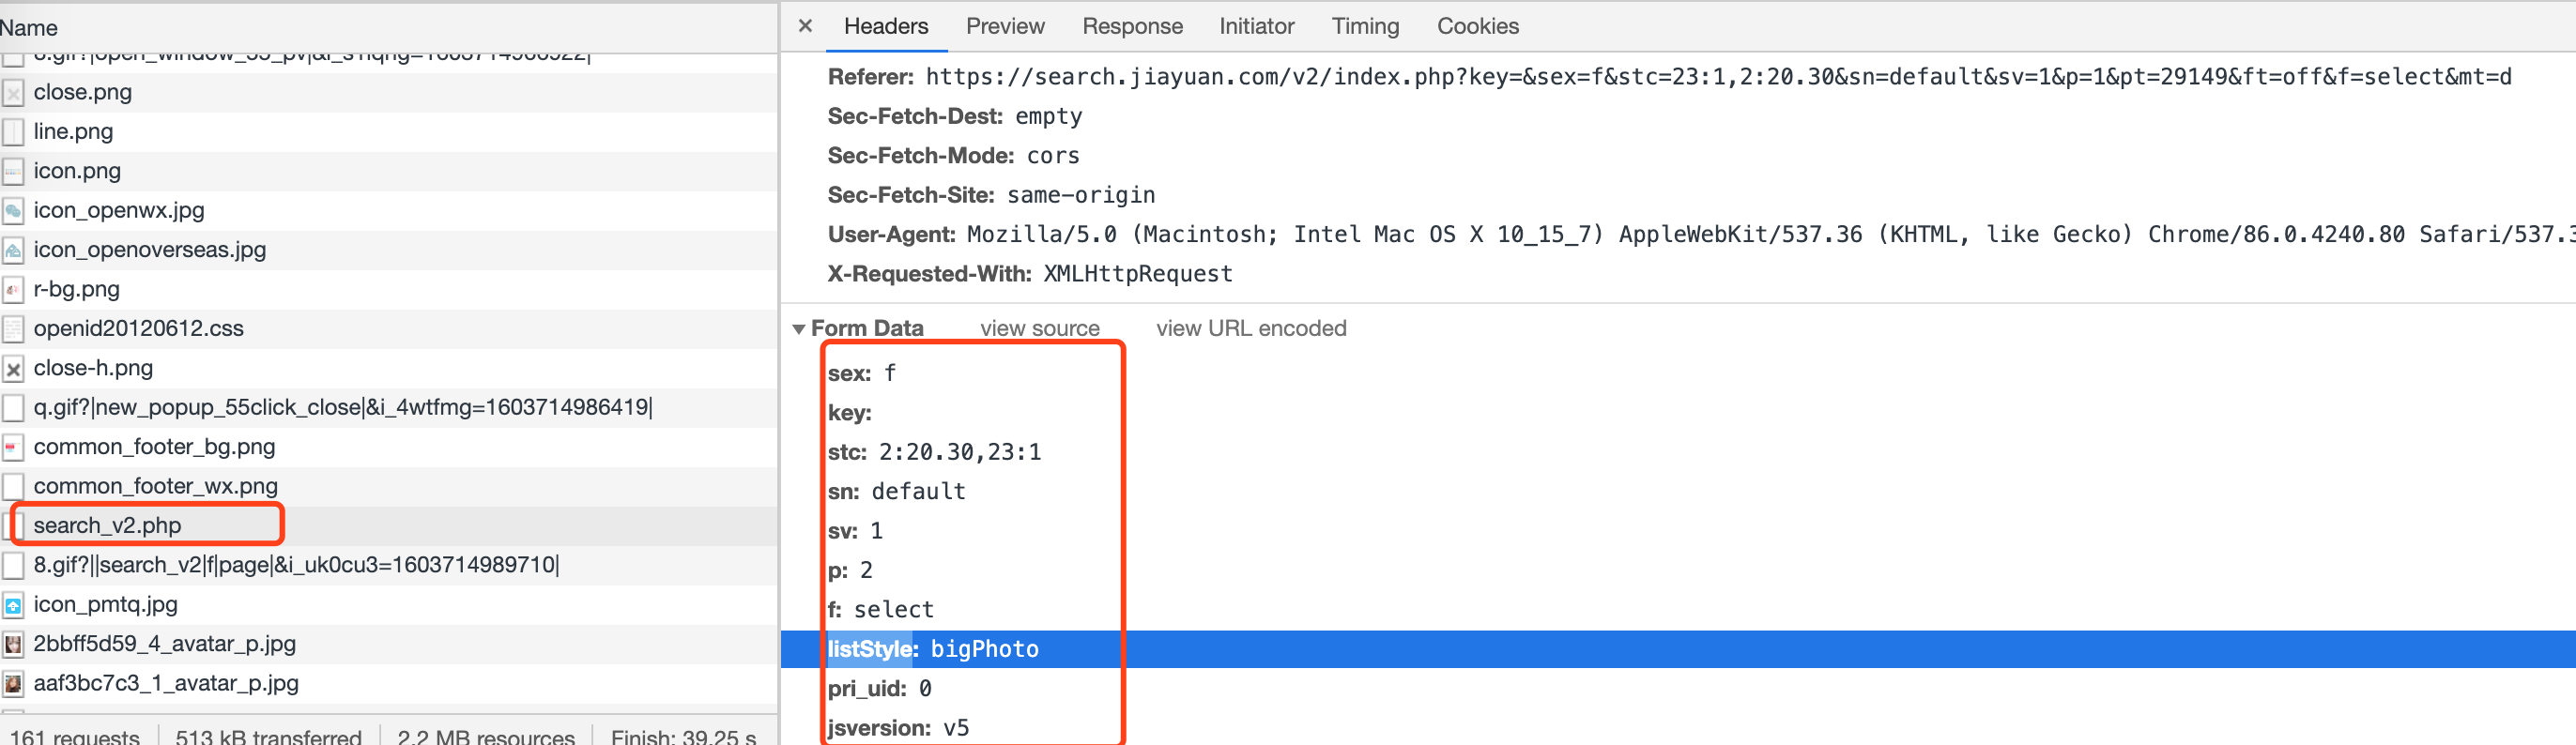 Name
close.png
line.png
icon.png
icon_openwx.jpg
icon_openoverseas.jpg
r-bg.png
openid20120612.css
close-h.png
q.gif?|new_popup_55click_close|&i_4wtfmg=1603714986419|
common_footer_bg.png
common_footer_wx.png
search_v2.php
8.gif?||search_v2|f|page|&i_uk0cu3=1603714989710|
icon_pmtq.jpg
2bbff5d59_4_avatar_p.jpg
aaf3bc7c3_1_avatar_p.jpg
161 requests 513 kB transferred 2.2 MB resources Finish: 39.25 s
× Headers Preview Response Initiator Timing Cookies
Referer: https://search.jiayuan.com/v2/index.php?key=&sex=f&stc=23:1,2:20.30&sn=default&sv=1&p=1&pt=29149&ft=off&f=select&mt=d
Sec-Fetch-Dest: empty
Sec-Fetch-Mode: cors
Sec-Fetch-Site: same-origin
User-Agent: Mozilla/5.0 (Macintosh; Intel Mac OS X 10_15_7) AppleWebKit/537.36 (KHTML, like Gecko) Chrome/86.0.4240.80 Safari/537.3
X-Requested-With: XMLHttpRequest
▼ Form Data view source view URL encoded
sex: f
key:
stc: 2:20.30,23:1
sn: default
sv: 1
p: 2
f: select
listStyle: bigPhoto
pri_uid: 0
jsversion: v5